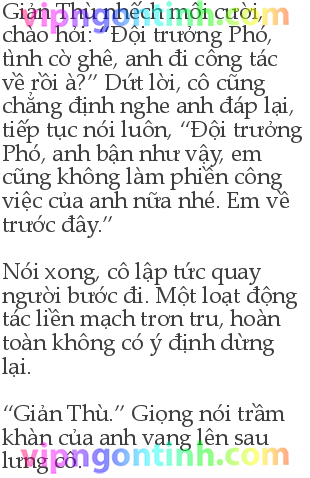 Giản Thù nhếch môi cười,
chào hỏi: “Đội trưởng Phó,
tình cờ ghê, anh đi công tác
về rồi à?” Dứt lời, cô cũng
chẳng định nghe anh đáp lại,
tiếp tục nói luôn, “Đội trưởng
Phó, anh bận như vậy, em
cũng không làm phiền công
việc của anh nữa nhé. Em về
trước đây.”
Nói xong, cô lập tức quay
người bước đi. Một loạt động
tác liền mạch trơn tru, hoàn
toàn không có ý định dừng
lại.
“Giản Thù.” Giọng nói trầm
khàn của anh vang lên sau
lưng cô.
vipngontinh.com
vipngontinh.com